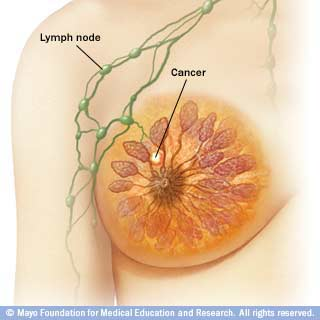 Lymph node
Cancer
© Mayo Foundation for Medical Education and Research. All rights reserved.